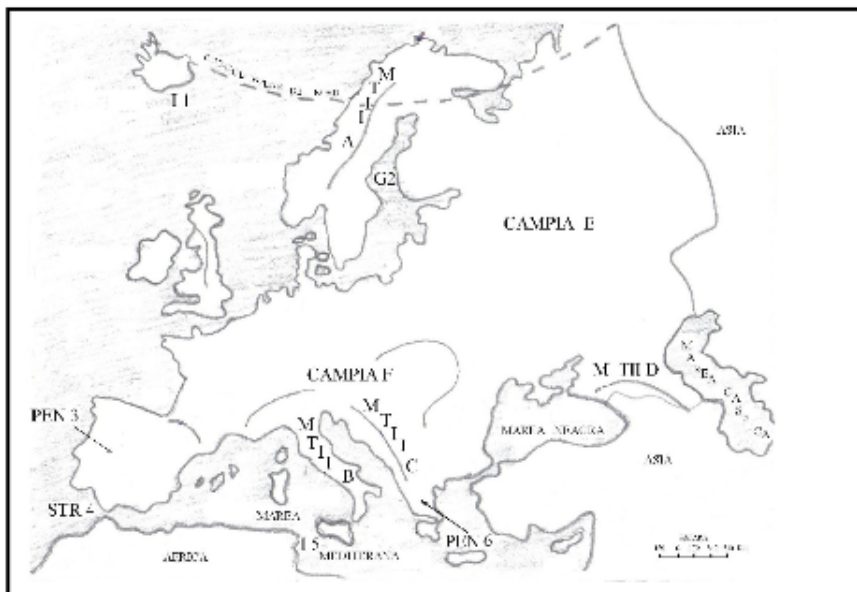 I 1
M
T
I
I
A
ASIA
G2
CAMPIA E
CAMPIA F
M TII D
PEN 3
M
T
I
I
B
M
T
I
I
C
MAREA NEAGRA
ASIA
STR 4
MAREA
I 5
MEDITERANA
PEN 6
AFRICA